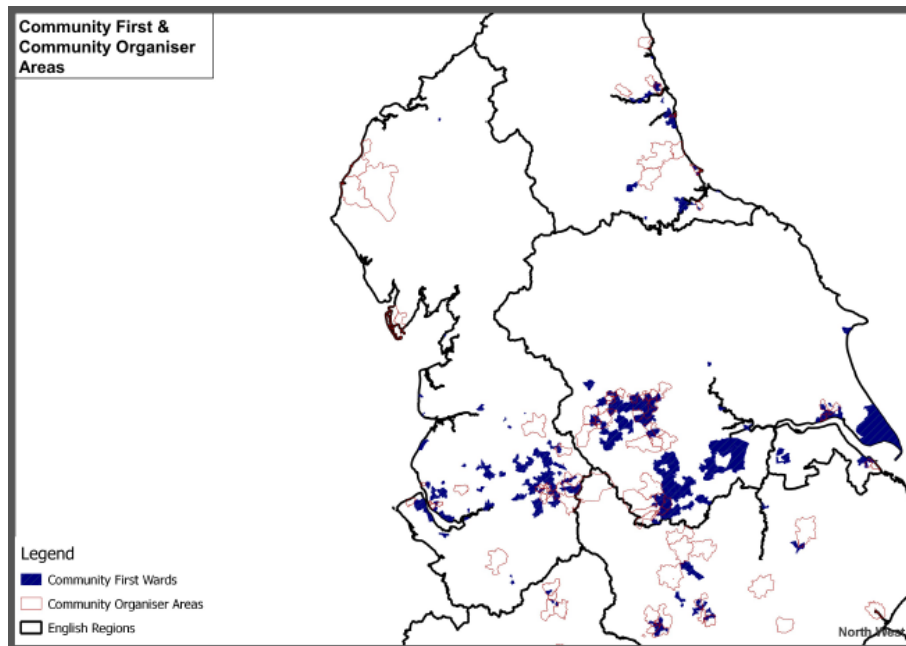 Community First &
Community Organiser
Areas
Legend
Community First Wards
Community Organiser Areas
English Regions
North West